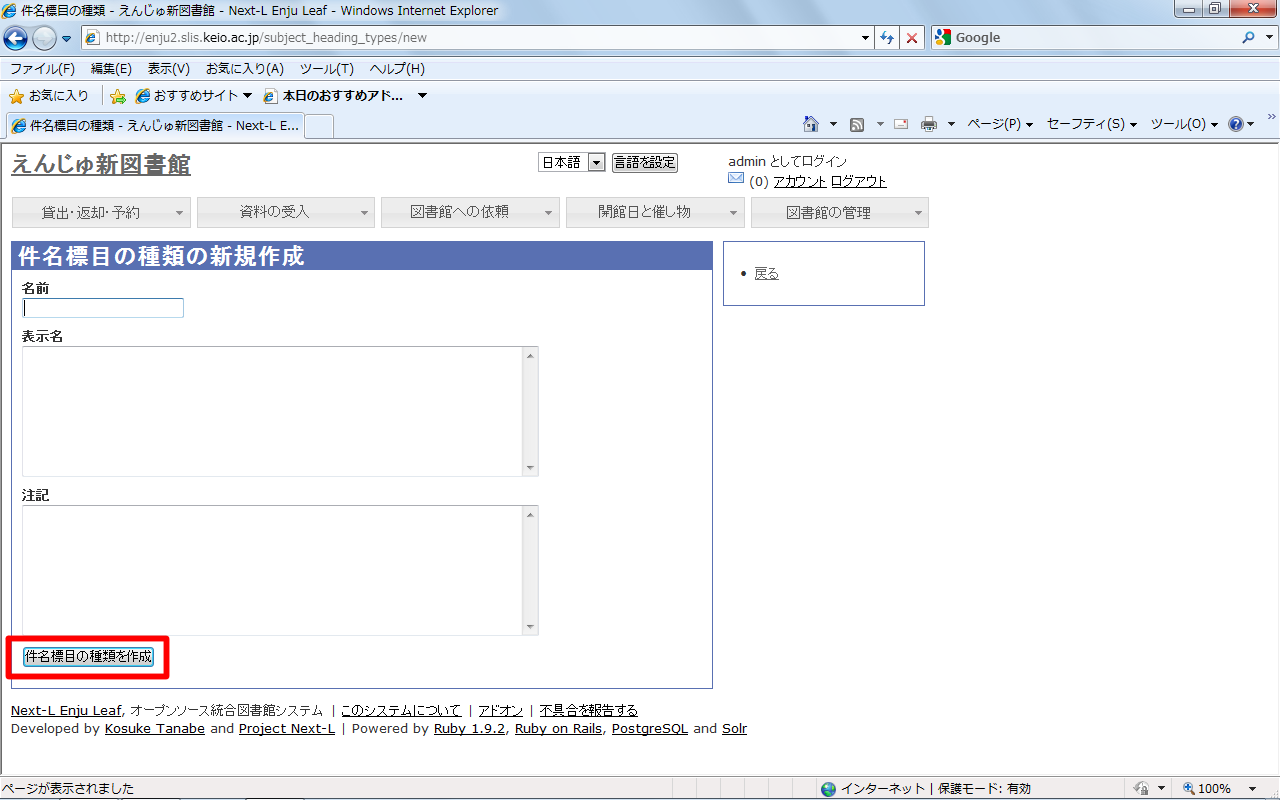 件名標目の種類 - えんじゅ新図書館 - Next-L Enju Leaf - Windows Internet Explorer
http://enju2.slis.keio.ac.jp/subject_heading_types/new
Google
ファイル(F) 編集(E) 表示(V) お気に入り(A) ツール(T) ヘルプ(H)
お気に入り おすすめサイト 本日のおすすめアド...
件名標目の種類 - えんじゅ新図書館 - Next-L E...
ページ(P) セーフティ(S) ツール(O) »
えんじゅ新図書館
日本語 言語を設定
admin としてログイン
(0) アカウント ログアウト
貸出・返却・予約 資料の受入 図書館への依頼 開館日と催し物 図書館の管理
件名標目の種類の新規作成
戻る
名前
表示名
注記
件名標目の種類を作成
Next-L Enju Leaf, オープンソース統合図書館システム | このシステムについて | アドオン | 不具合を報告する
Developed by Kosuke Tanabe and Project Next-L | Powered by Ruby 1.9.2, Ruby on Rails, PostgreSQL and Solr
ページが表示されました
インターネット | 保護モード: 有効
100%